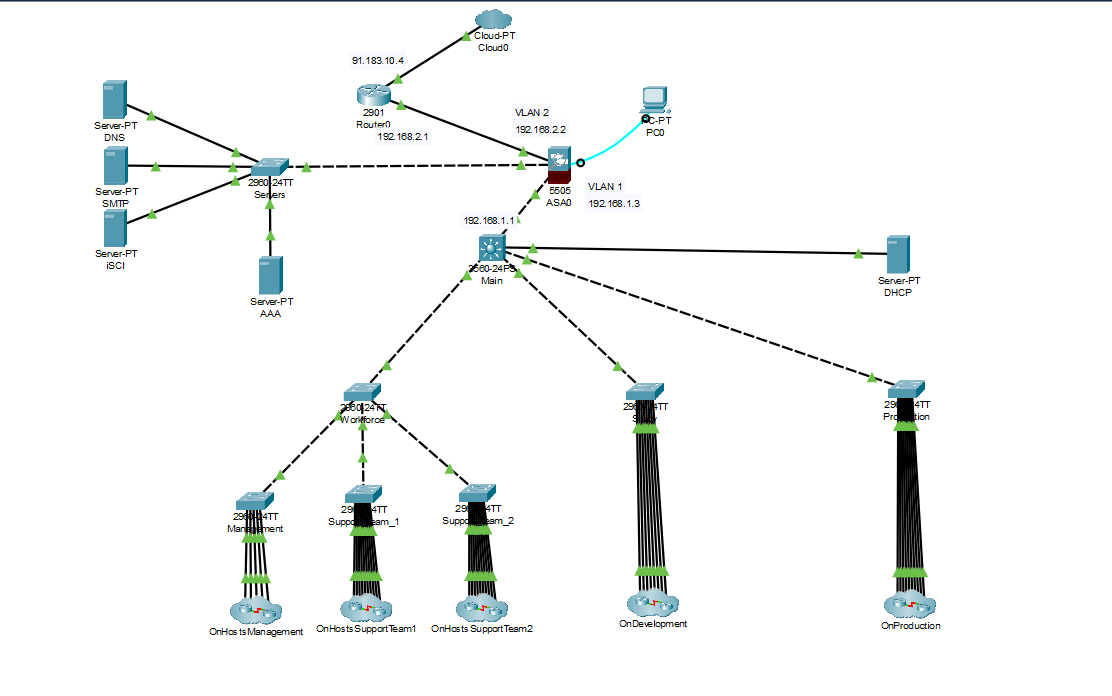 Cloud-PT
Cloud0
91.183.10.4
2901
Router0
192.168.2.1
VLAN 2
192.168.2.2
PC-PT
PC0
Server-PT
DNS
Server-PT
SMTP
Server-PT
iSCI
2960-24TT
Servers
Server-PT
AAA
5505
ASA0
VLAN 1
192.168.1.3
192.168.1.1
3560-24PS
Main
Server-PT
DHCP
2960-24TT
Workforce
2960-24TT
2960-24TT
Production
2960-24TT
Management
2960-24TT
SupportTeam_1
2960-24TT
SupportTeam_2
OnHostsManagement
OnHostsSupportTeam1
OnHostsSupportTeam2
OnDevelopment
OnProduction